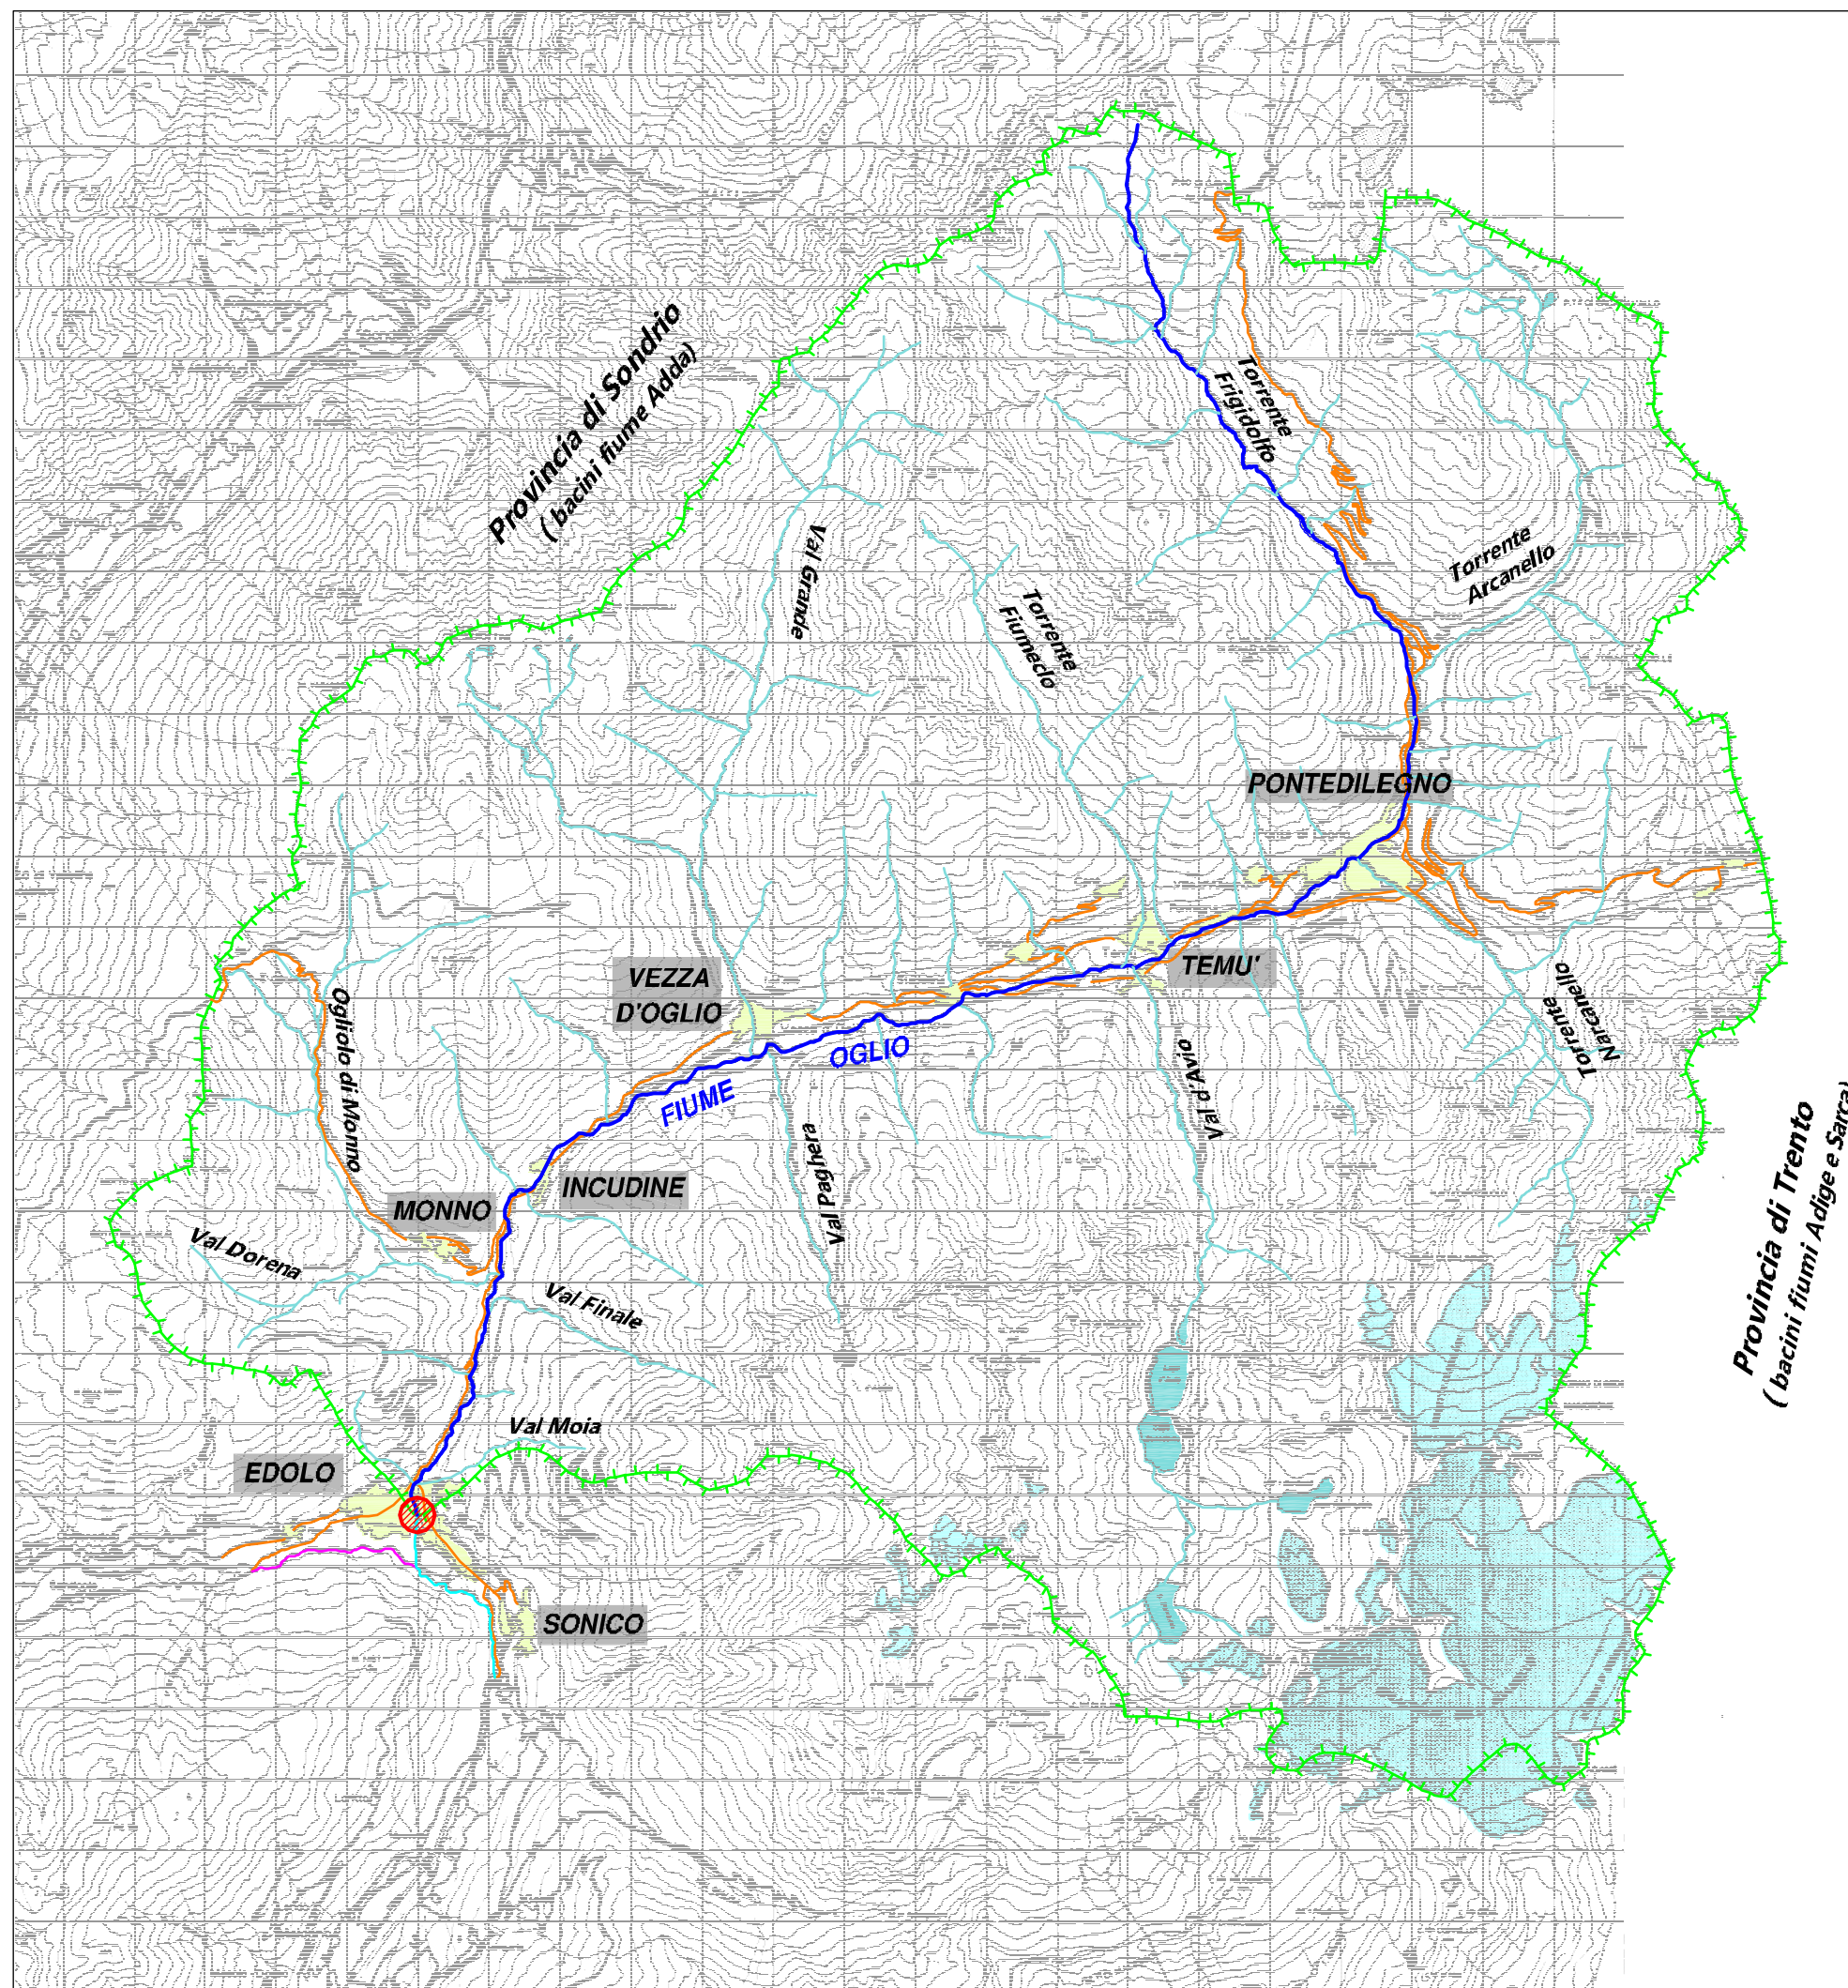 Provincia di Sondrio
( bacini fiume Adda)
Torrente
Frigidolfo
Val Grande
Torrente
Arcanello
Torrente
Fiumeclo
PONTEDILEGNO
VEZZA
D'OGLIO
TEMU'
Torrente
Narcanello
Ogliolo di Monno
FIUME
OGLIO
Val d'Avio
Val Paghera
INCUDINE
MONNO
Val Dorena
Val Finale
Provincia di Trento
( bacini fiumi Adige e Sarca)
Val Moia
EDOLO
SONICO